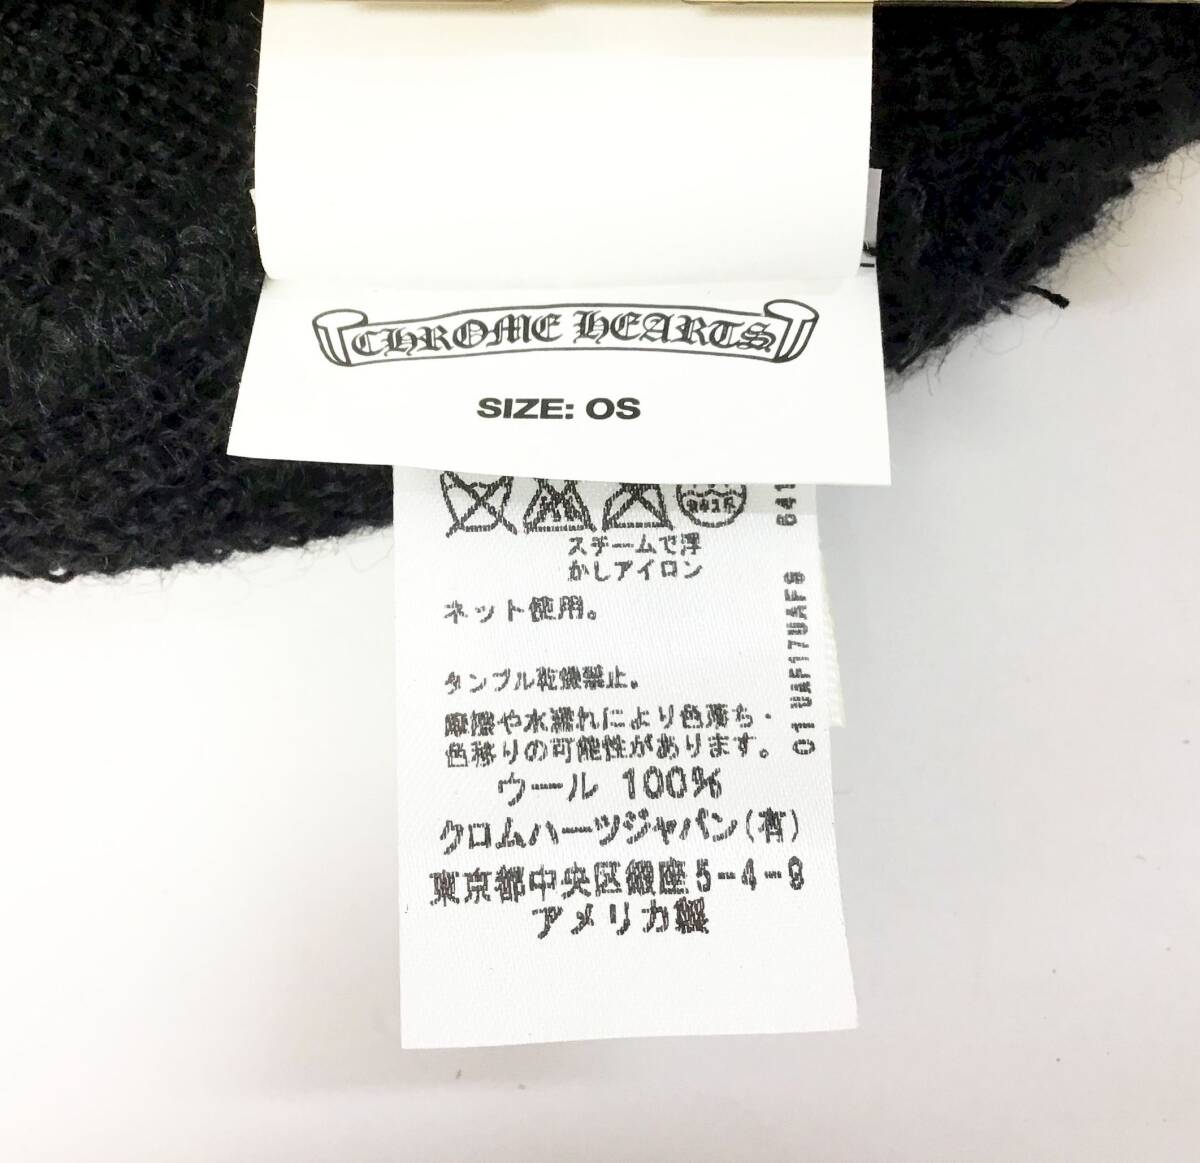 CHROME HEARTS
SIZE: OS
スチームで浮
かしアイロン
ネット使用。
タンブル乾燥禁止。
摩擦や水濡れにより色落ち・
色移りの可能性があります。
ウール 100%
クロムハーツジャパン(有)
東京都中央区銀座5-4-8
アメリカ製
01 UAF17UAFS 641